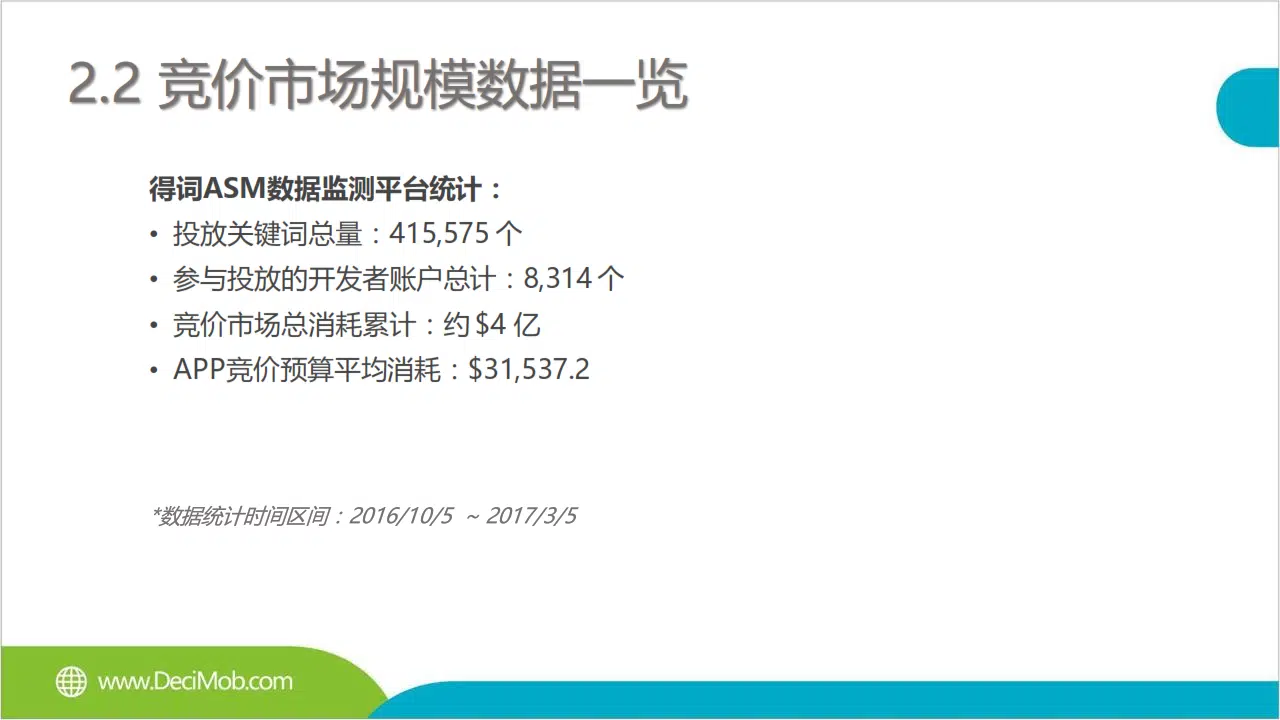 2.2 竞价市场规模数据一览
得词ASM数据监测平台统计：
• 投放关键词总量：415,575 个
• 参与投放的开发者账户总计：8,314 个
• 竞价市场总消耗累计：约 $4 亿
• APP竞价预算平均消耗：$31,537.2
*数据统计时间区间：2016/10/5 ~ 2017/3/5
www.DeciMob.com